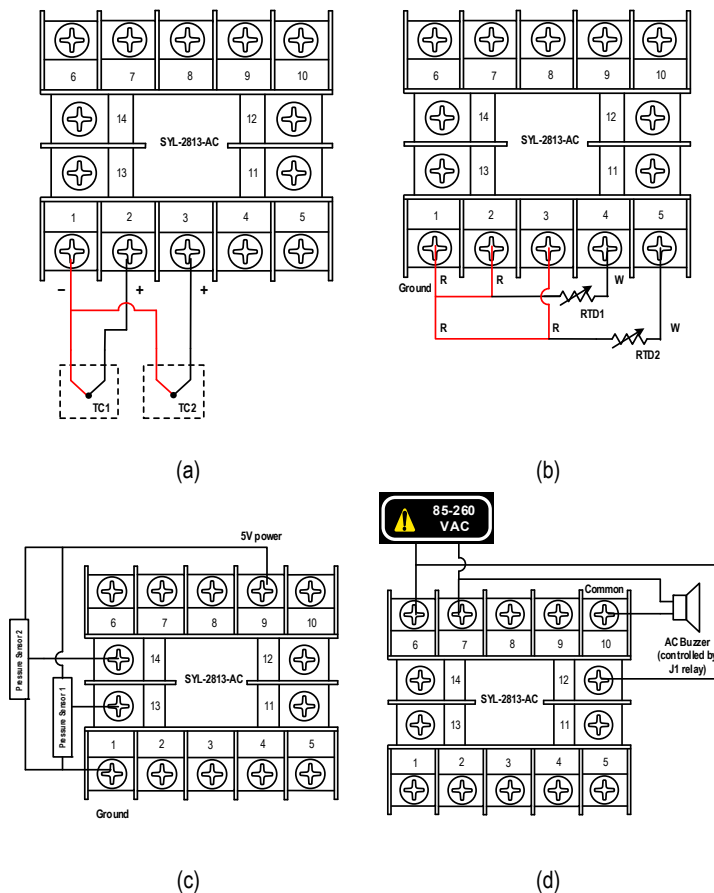 6 7 8 9 10
14 12
SYL-2813-AC
13 11
1 2 3 4 5
– + +
TC1 TC2
(a)
6 7 8 9 10
14 12
SYL-2813-AC
13 11
1 2 3 4 5
R R W
Ground
RTD1
R R W
RTD2
(b)
5V power
6 7 8 9 10
Pressure Sensor 2
14 12
SYL-2813-AC
Pressure Sensor 1
13 11
1 2 3 4 5
Ground
(c)
85-260
VAC
Common
6 7 8 9 10
AC Buzzer
(controlled by
J1 relay)
14 12
SYL-2813-AC
13 11
1 2 3 4 5
(d)